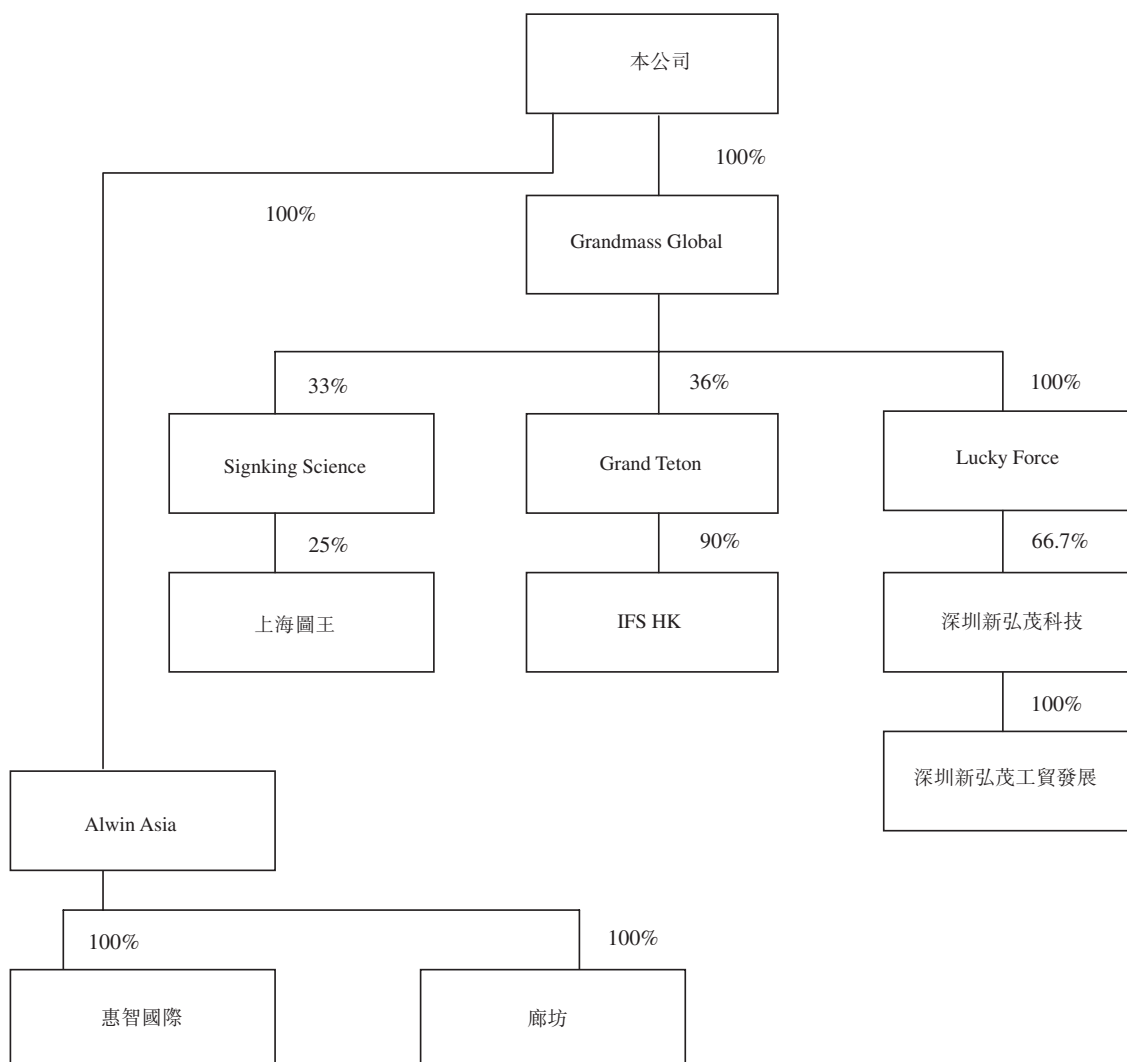 本公司
100%
100%
Grandmass Global
33%
36%
100%
Signking Science
Grand Teton
Lucky Force
25%
90%
66.7%
上海圖王
IFS HK
深圳新弘茂科技
100%
深圳新弘茂工貿發展
Alwin Asia
100%
100%
惠智國際
廊坊